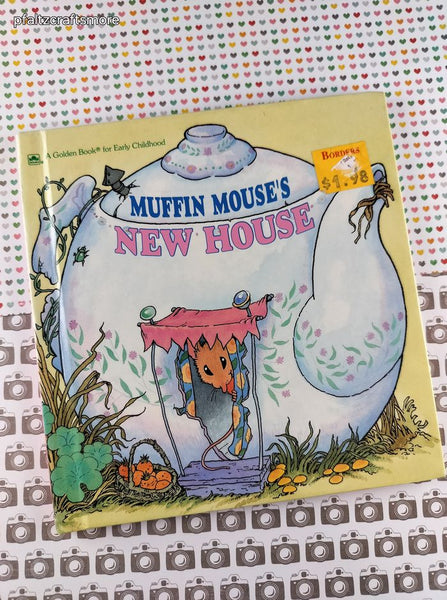 pfaltzcraftsmore
A Golden Book® for Early Childhood
BORDERS
$1.98
MUFFIN MOUSE'S
NEW HOUSE